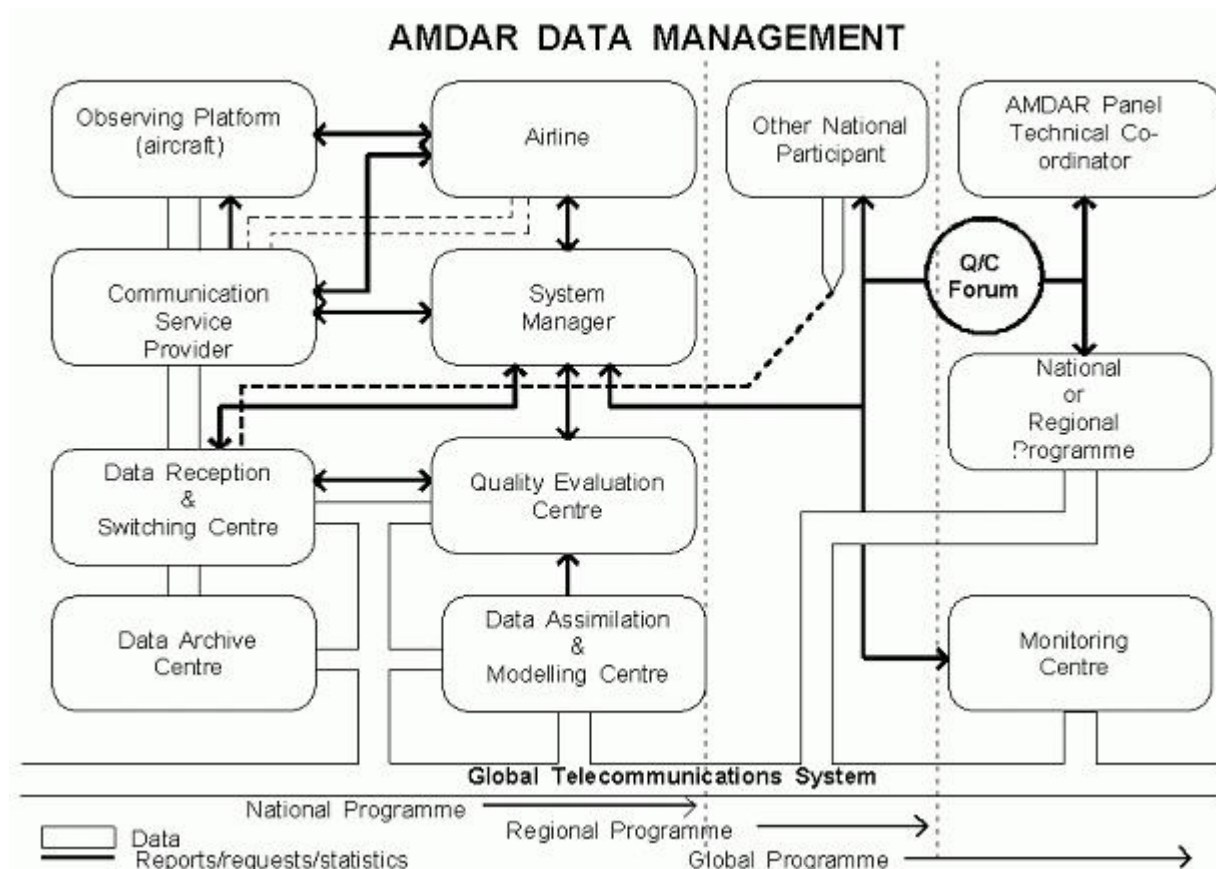 AMDAR DATA MANAGEMENT
Observing Platform
(aircraft)
Airline
Other National
Participant
AMDAR Panel
Technical Co-
ordinator
Communication
Service
Provider
System
Manager
Q/C
Forum
National
or
Regional
Programme
Data Reception
&
Switching Centre
Quality Evaluation
Centre
Data Archive
Centre
Data Assimilation
&
Modelling Centre
Monitoring
Centre
Global Telecommunications System
National Programme
Regional Programme
Global Programme
Data
Reports/requests/statistics